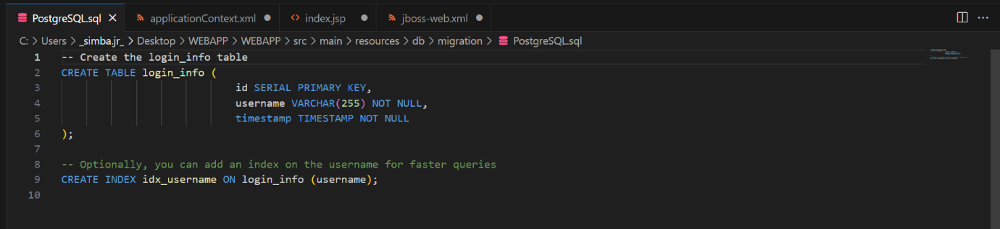 PostgreSQL.sql applicationContext.xml index.jsp jboss-web.xml
C: > Users > _simba.jr_ > Desktop > WEBAPP > WEBAPP > src > main > resources > db > migration > PostgreSQL.sql
1 -- Create the login_info table
2 CREATE TABLE login_info (
3 id SERIAL PRIMARY KEY,
4 username VARCHAR(255) NOT NULL,
5 timestamp TIMESTAMP NOT NULL
6 );
7
8 -- Optionally, you can add an index on the username for faster queries
9 CREATE INDEX idx_username ON login_info (username);
10